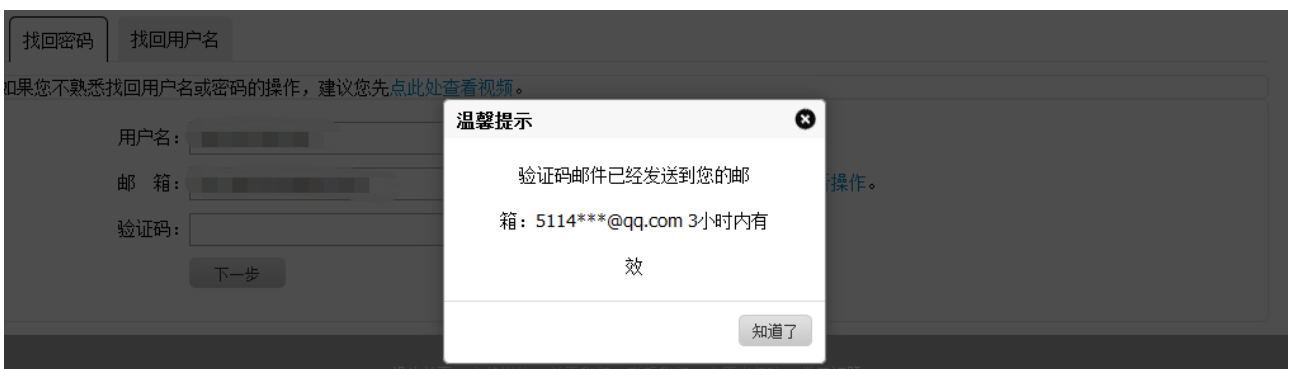 找回密码 找回用户名
如果您不熟悉找回用户名或密码的操作，建议您先点此处查看视频。
温馨提示
用户名：
验证码邮件已经发送到您的邮
邮 箱：
操作。
箱：5114***@qq.com 3小时内有
验证码：
效
下一步
知道了